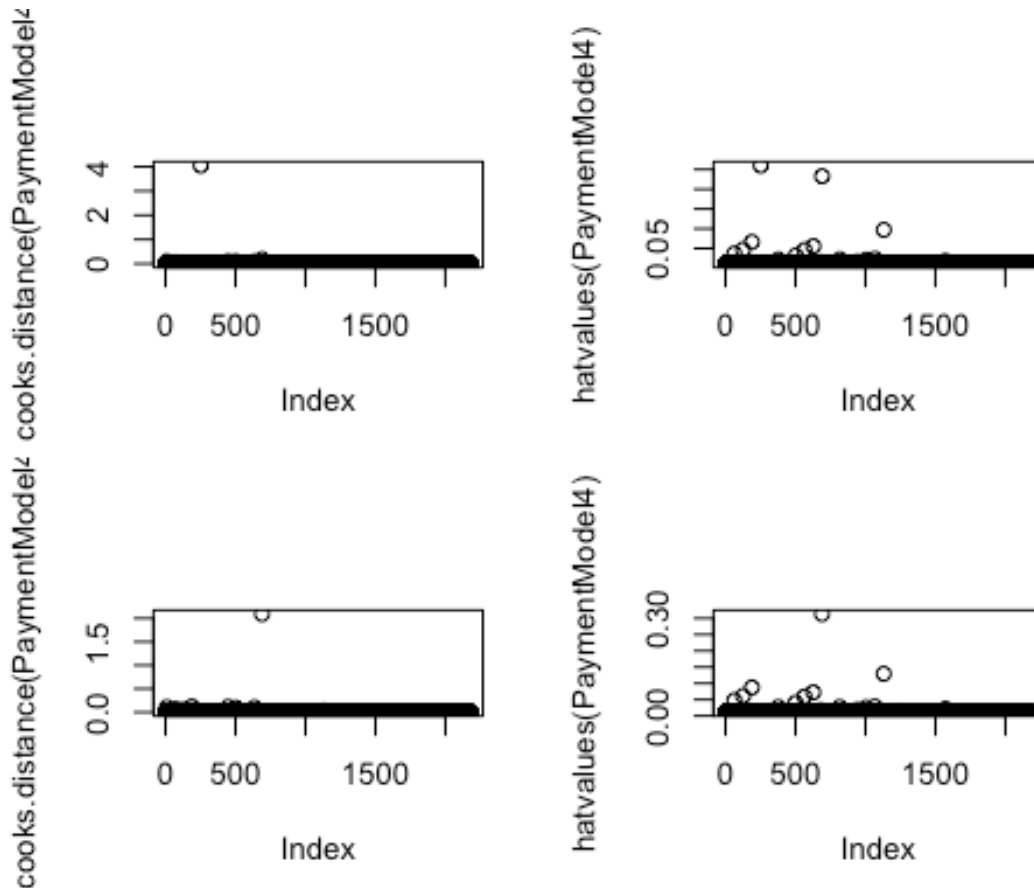 cooks.distance(PaymentModel4
4
2
0
0 500 1500
Index
hatvalues(PaymentModel4)
0.05
Index
cooks.distance(PaymentModel4
1.5
0.0
0 500 1500
Index
hatvalues(PaymentModel4)
0.30
0.00
0 500 1500
Index
0 500 1500